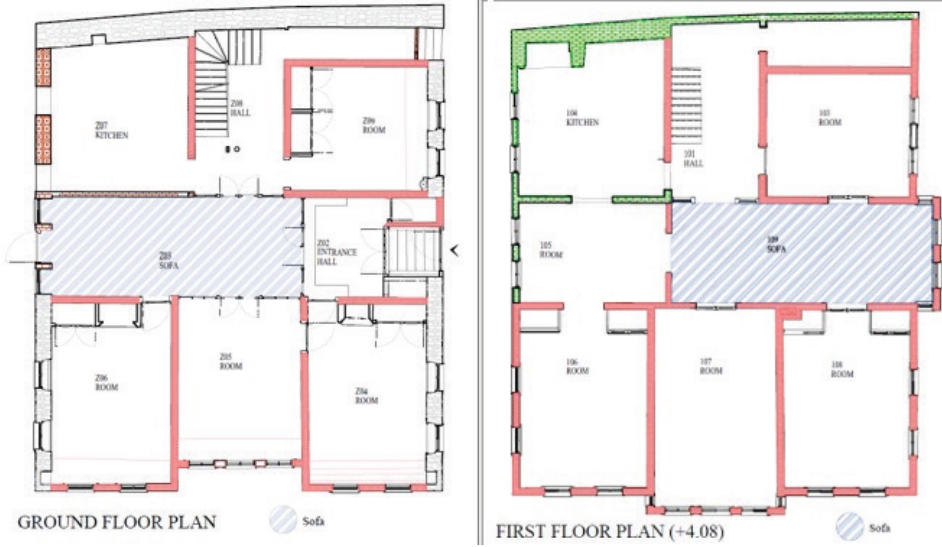 Z07
KITCHEN
Z08
HALL
Z09
ROOM
Z03
SOFA
Z02
ENTRANCE
HALL
Z06
ROOM
Z05
ROOM
Z04
ROOM
GROUND FLOOR PLAN
Sofa
104
KITCHEN
101
HALL
103
ROOM
105
ROOM
109
SOFA
106
ROOM
107
ROOM
108
ROOM
FIRST FLOOR PLAN (+4.08)
Sofa